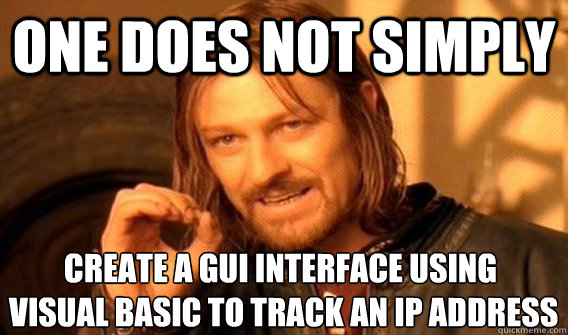 ONE DOES NOT SIMPLY
CREATE A GUI INTERFACE USING
VISUAL BASIC TO TRACK AN IP ADDRESS
quickmeme.com